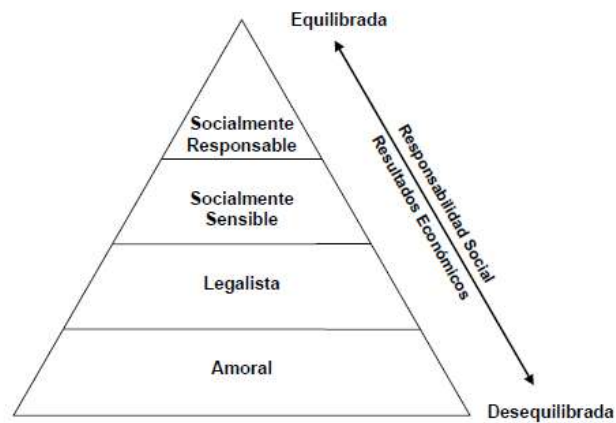 Equilibrada
Socialmente
Responsable
Responsabilidad Social
Resultados Económicos
Socialmente
Sensible
Legalista
Amoral
Desequilibrada